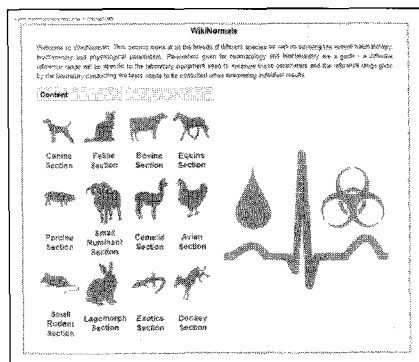 WikiNormals
Welcome to WikiNormals. This section looks at all the breeds of different species as well as covering the normal haematology,
biochemistry and physiological parameters. Parameters given for haematology and biochemistry are a guide - a definitive
reference range will be specific to the laboratory equipment used to measure these parameters and the reference range given
by the laboratory conducting the tests needs to be consulted when interpreting individual results.
Content
Canine Section
Feline Section
Bovine Section
Equine Section
Porcine Section
Small Ruminant Section
Camelid Section
Avian Section
Small Rodent Section
Lagomorph Section
Exotics Section
Donkey Section